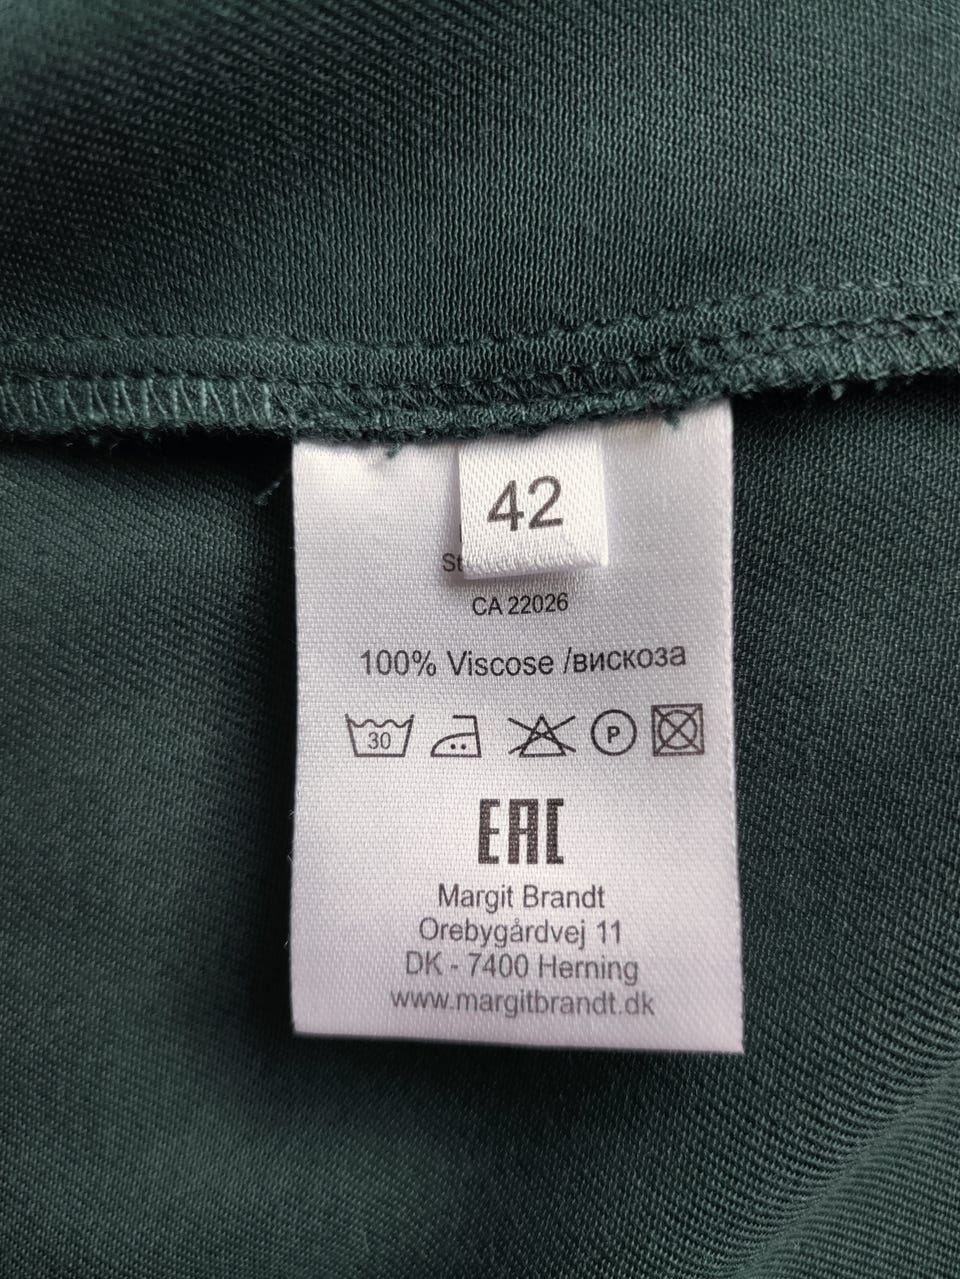 42
CA 22026
100% Viscose /вискоза
30
P
EAC
Margit Brandt
Orebygårdvej 11
DK - 7400 Herning
www.margitbrandt.dk